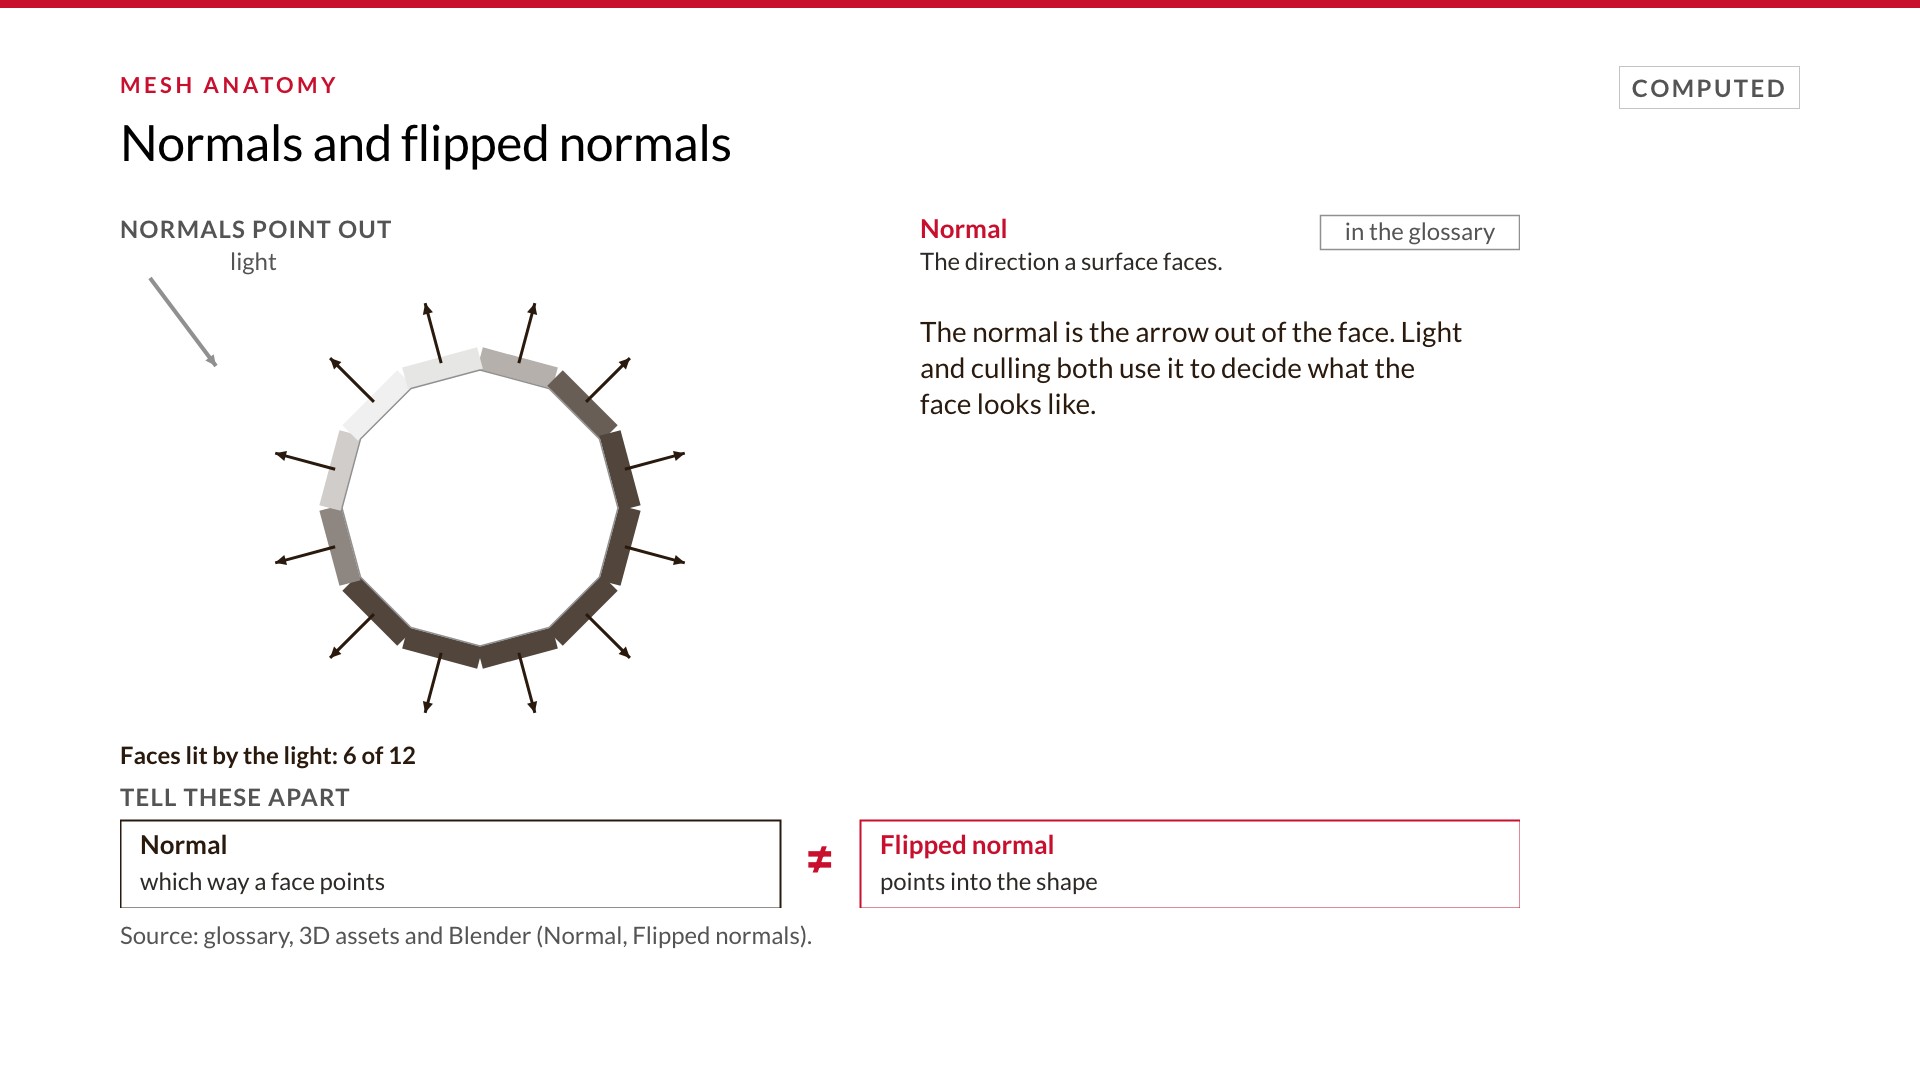 MESH ANATOMY
COMPUTED
Normals and flipped normals
NORMALS POINT OUT
light
Normal
in the glossary
The direction a surface faces.
The normal is the arrow out of the face. Light
and culling both use it to decide what the
face looks like.
Faces lit by the light: 6 of 12
TELL THESE APART
Normal
which way a face points
≠
Flipped normal
points into the shape
Source: glossary, 3D assets and Blender (Normal, Flipped normals).